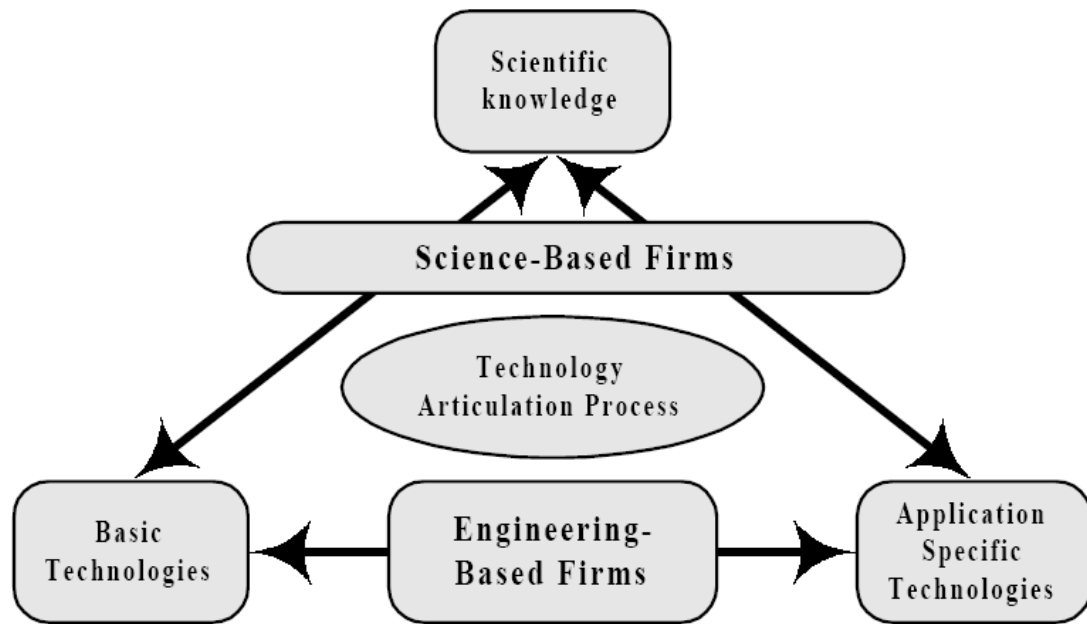 Scientific
knowledge
Science-Based Firms
Technology
Articulation Process
Basic
Technologies
Engineering-
Based Firms
Application
Specific
Technologies